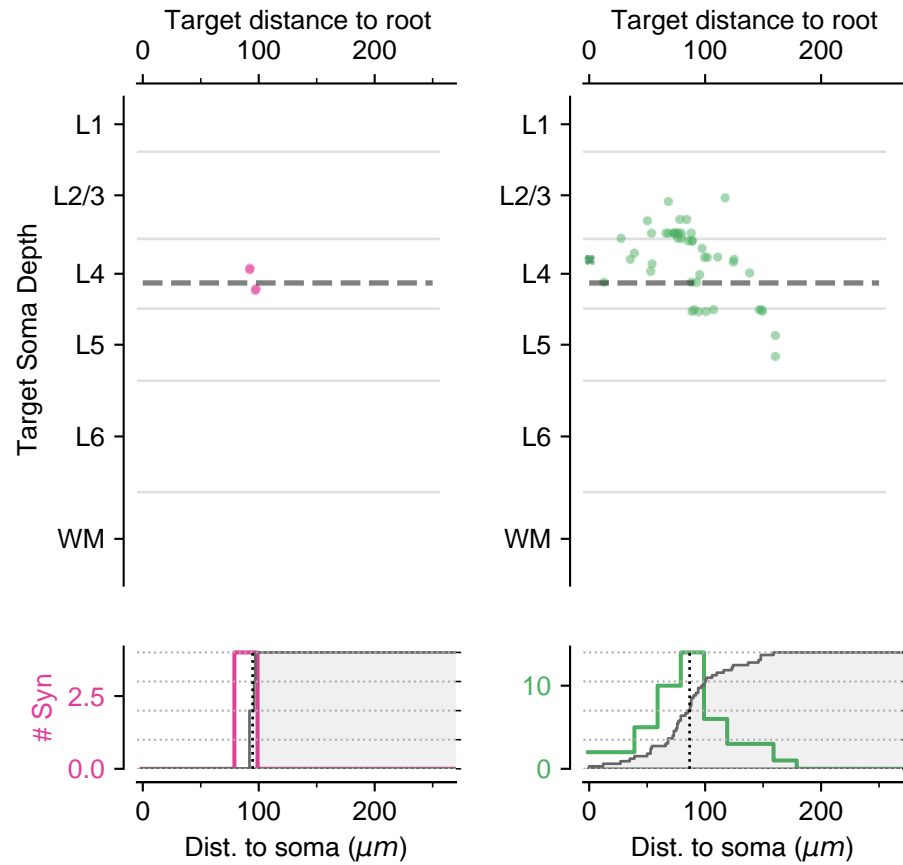 Target distance to root
Target distance to root
0 100 200
0 100 200
Target Soma Depth
L1
L2/3
L4
L5
L6
WM
L1
L2/3
L4
L5
L6
WM
# Syn
2.5
0.0
10
0
0 100 200
0 100 200
Dist. to soma (μm)
Dist. to soma (μm)